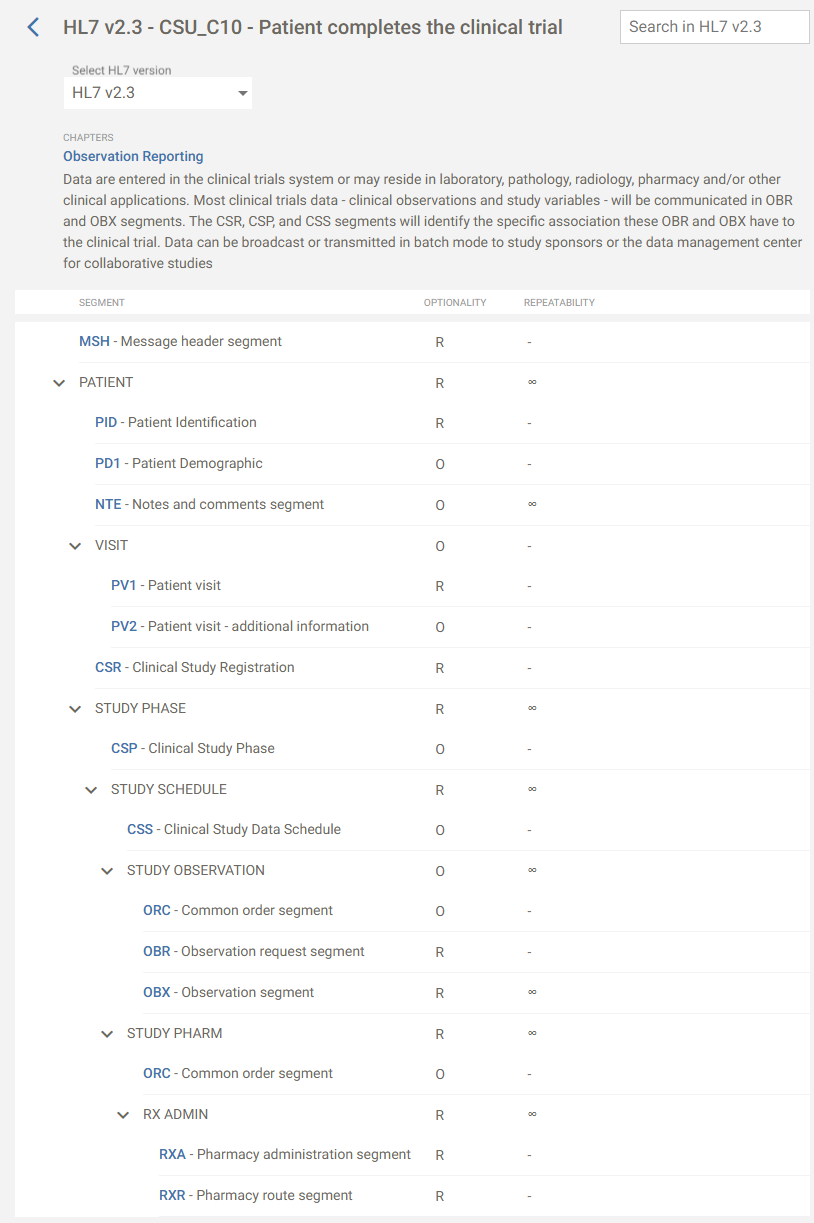 HL7 v2.3 - CSU_C10 - Patient completes the clinical trial
Search in HL7 v2.3
Select HL7 version
HL7 v2.3
CHAPTERS
Observation Reporting
Data are entered in the clinical trials system or may reside in laboratory, pathology, radiology, pharmacy and/or other
clinical applications. Most clinical trials data - clinical observations and study variables - will be communicated in OBR
and OBX segments. The CSR, CSP, and CSS segments will identify the specific association these OBR and OBX have to
the clinical trial. Data can be broadcast or transmitted in batch mode to study sponsors or the data management center
for collaborative studies
SEGMENT OPTIONALITY REPEATABILITY
MSH - Message header segment R -
PATIENT R ∞
PID - Patient Identification R -
PD1 - Patient Demographic O -
NTE - Notes and comments segment O ∞
VISIT O -
PV1 - Patient visit R -
PV2 - Patient visit - additional information O -
CSR - Clinical Study Registration R -
STUDY PHASE R ∞
CSP - Clinical Study Phase O -
STUDY SCHEDULE R ∞
CSS - Clinical Study Data Schedule O -
STUDY OBSERVATION O ∞
ORC - Common order segment O -
OBR - Observation request segment R -
OBX - Observation segment R ∞
STUDY PHARM R ∞
ORC - Common order segment O -
RX ADMIN R ∞
RXA - Pharmacy administration segment R -
RXR - Pharmacy route segment R -